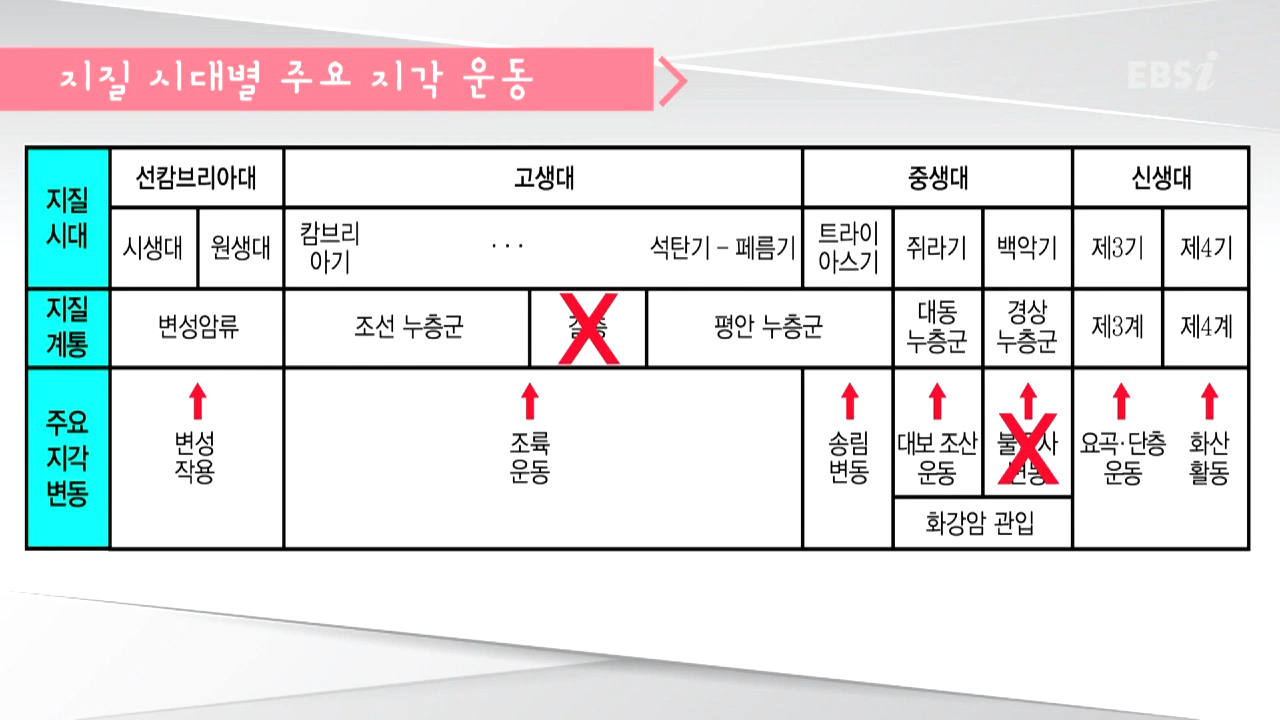 지질 시대별 주요 지각 운동
EBSi
지질
시대
선캄브리아대
고생대
중생대
신생대
시생대
원생대
캄브리
아기
···
석탄기 – 페름기
트라이
아스기
쥐라기
백악기
제3기
제4기
지질
계통
변성암류
조선 누층군
평안 누층군
대동
누층군
경상
누층군
제3계
제4계
주요
지각
변동
변성
작용
조륙
운동
송림
변동
대보 조산
운동
요곡·단층
운동
화산
활동
화강암 관입